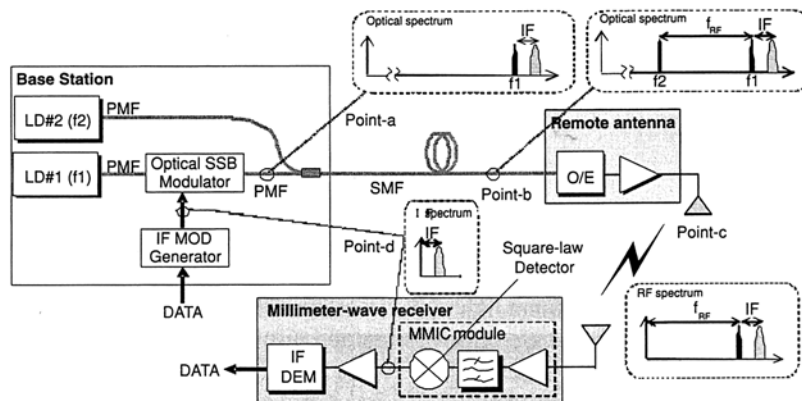 Optical spectrum
IF
f1
Optical spectrum
fRF
IF
f2
f1
Base Station
LD#2 (f2)
PMF
Point-a
LD#1 (f1)
PMF
Optical SSB
Modulator
PMF
SMF
Point-b
Remote antenna
O/E
Point-c
IF MOD
Generator
DATA
Point-d
spectrum
IF
Square-law
Detector
RF spectrum
fRF
IF
Millimeter-wave receiver
MMIC module
DATA
IF
DEM